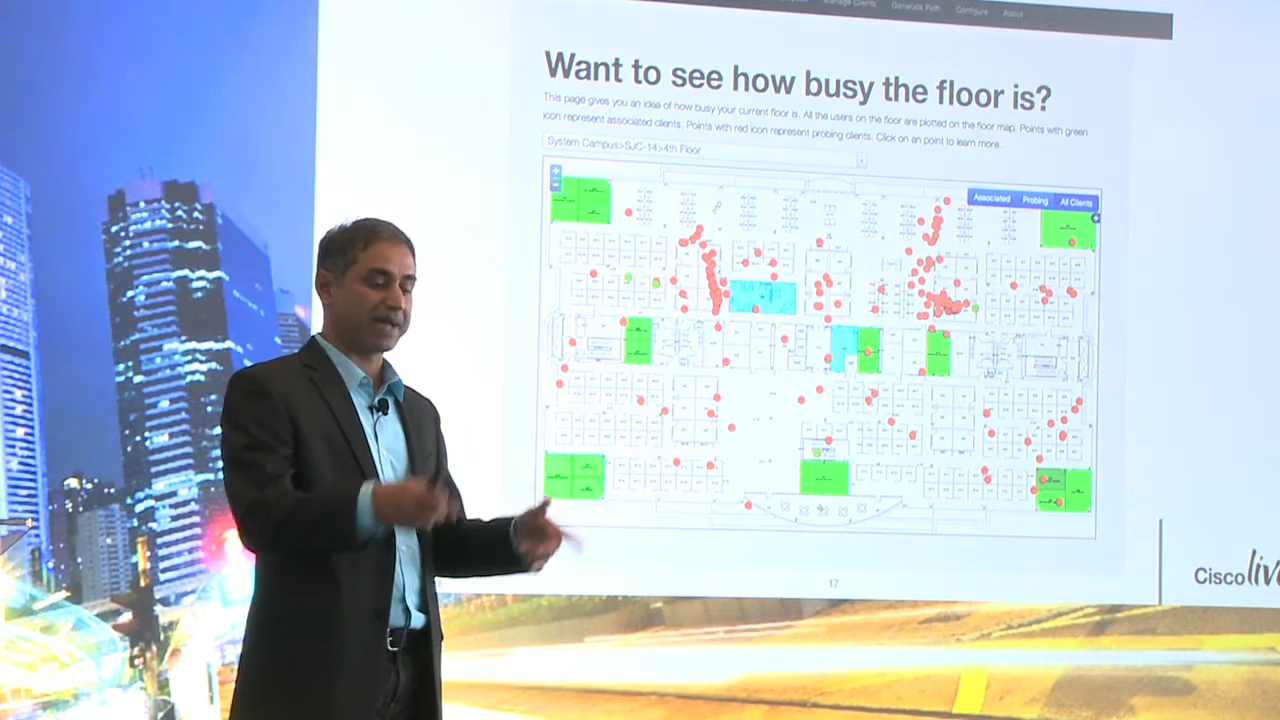 Manage Clients Generate Path Configure About
Want to see how busy the floor is?
This page gives you an idea of how busy your current floor is. All the users on the floor are plotted on the floor map. Points with green
icon represent associated clients. Points with red icon represent probing clients. Click on an point to learn more.
System Campus>SJC-14>4th Floor
Associated Probing All Clients
17
Cisco live